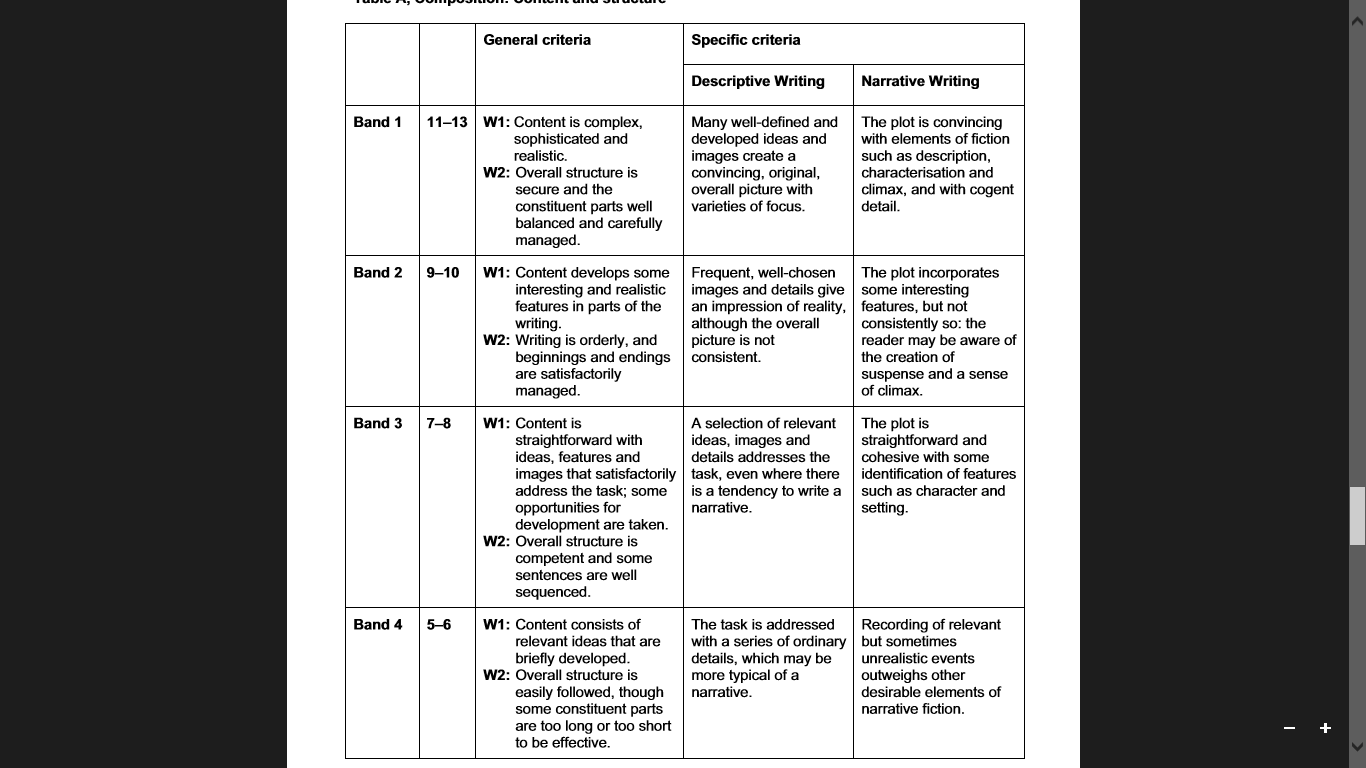 Table A, Composition: Content and structure
General criteria
Specific criteria
Descriptive Writing
Narrative Writing
Band 1
11–13
W1: Content is complex,
sophisticated and
realistic.
W2: Overall structure is
secure and the
constituent parts well
balanced and carefully
managed.
Many well-defined and
developed ideas and
images create a
convincing, original,
overall picture with
varieties of focus.
The plot is convincing
with elements of fiction
such as description,
characterisation and
climax, and with cogent
detail.
Band 2
9–10
W1: Content develops some
interesting and realistic
features in parts of the
writing.
W2: Writing is orderly, and
beginnings and endings
are satisfactorily
managed.
Frequent, well-chosen
images and details give
an impression of reality,
although the overall
picture is not
consistent.
The plot incorporates
some interesting
features, but not
consistently so: the
reader may be aware of
the creation of
suspense and a sense
of climax.
Band 3
7–8
W1: Content is
straightforward with
ideas, features and
images that satisfactorily
address the task; some
opportunities for
development are taken.
W2: Overall structure is
competent and some
sentences are well
sequenced.
A selection of relevant
ideas, images and
details addresses the
task, even where there
is a tendency to write a
narrative.
The plot is
straightforward and
cohesive with some
identification of features
such as character and
setting.
Band 4
5–6
W1: Content consists of
relevant ideas that are
briefly developed.
W2: Overall structure is
easily followed, though
some constituent parts
are too long or too short
to be effective.
The task is addressed
with a series of ordinary
details, which may be
more typical of a
narrative.
Recording of relevant
but sometimes
unrealistic events
outweighs other
desirable elements of
narrative fiction.